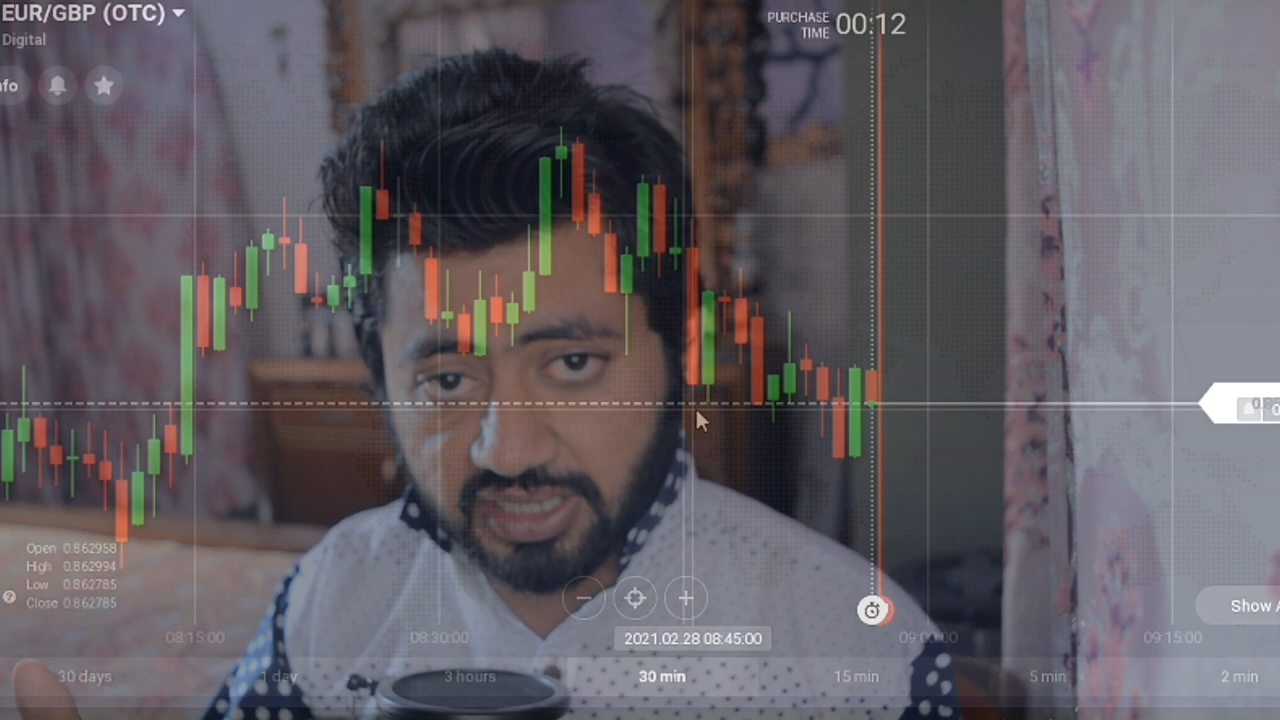 EUR/GBP (OTC)
Digital
PURCHASE
TIME
00:12
nfo
Open 0.862958
High 0.862994
Low 0.862785
Close 0.862785
08:15:00
08:30:00
2021.02.28 08:45:00
09:00:00
09:15:00
Show
30 days
1 day
3 hours
30 min
15 min
5 min
2 min